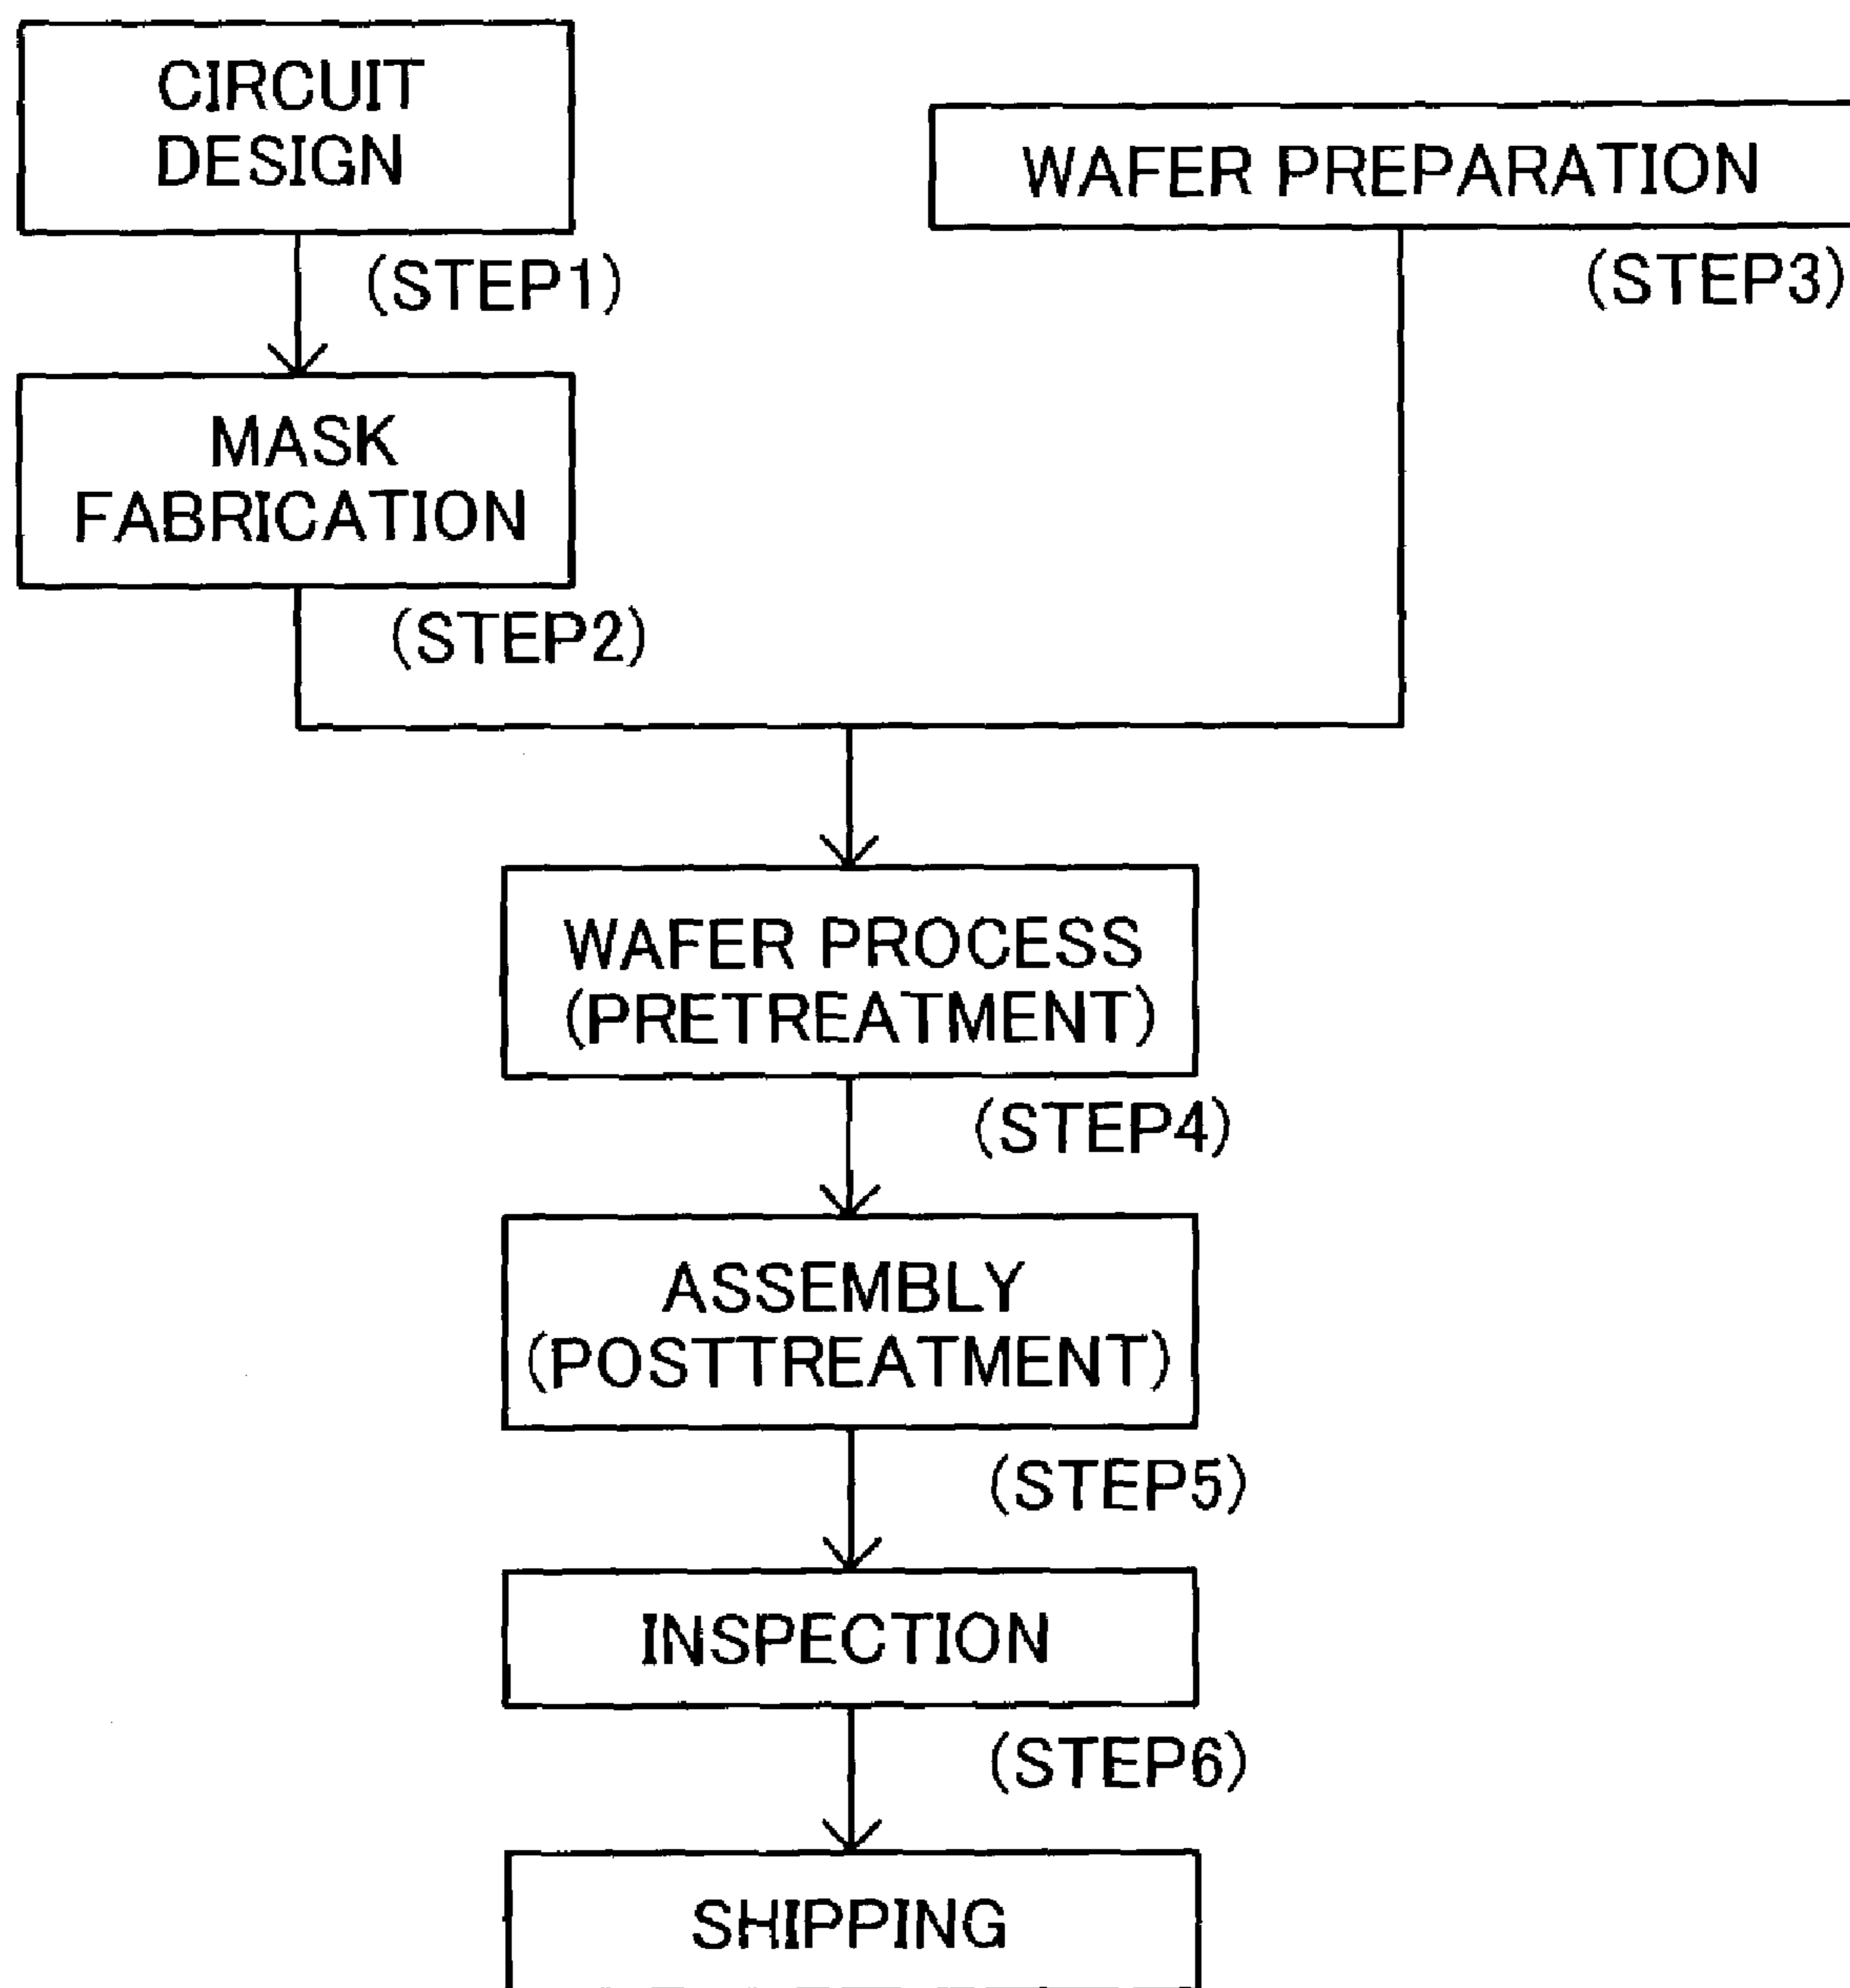 CIRCUIT
DESIGN
(STEP1)
WAFER PREPARATION
(STEP3)
MASK
FABRICATION
(STEP2)
WAFER PROCESS
(PRETREATMENT)
(STEP4)
ASSEMBLY
(POSTTREATMENT)
(STEP5)
INSPECTION
(STEP6)
SHIPPING